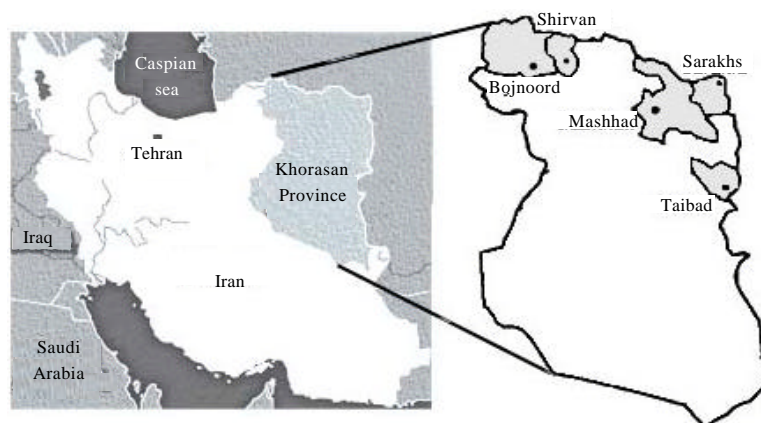 Caspian
sea
Tehran
Khorasan
Province
Iraq
Iran
Saudi
Arabia
Shirvan
Sarakhs
Bojnoord
Mashhad
Taibad